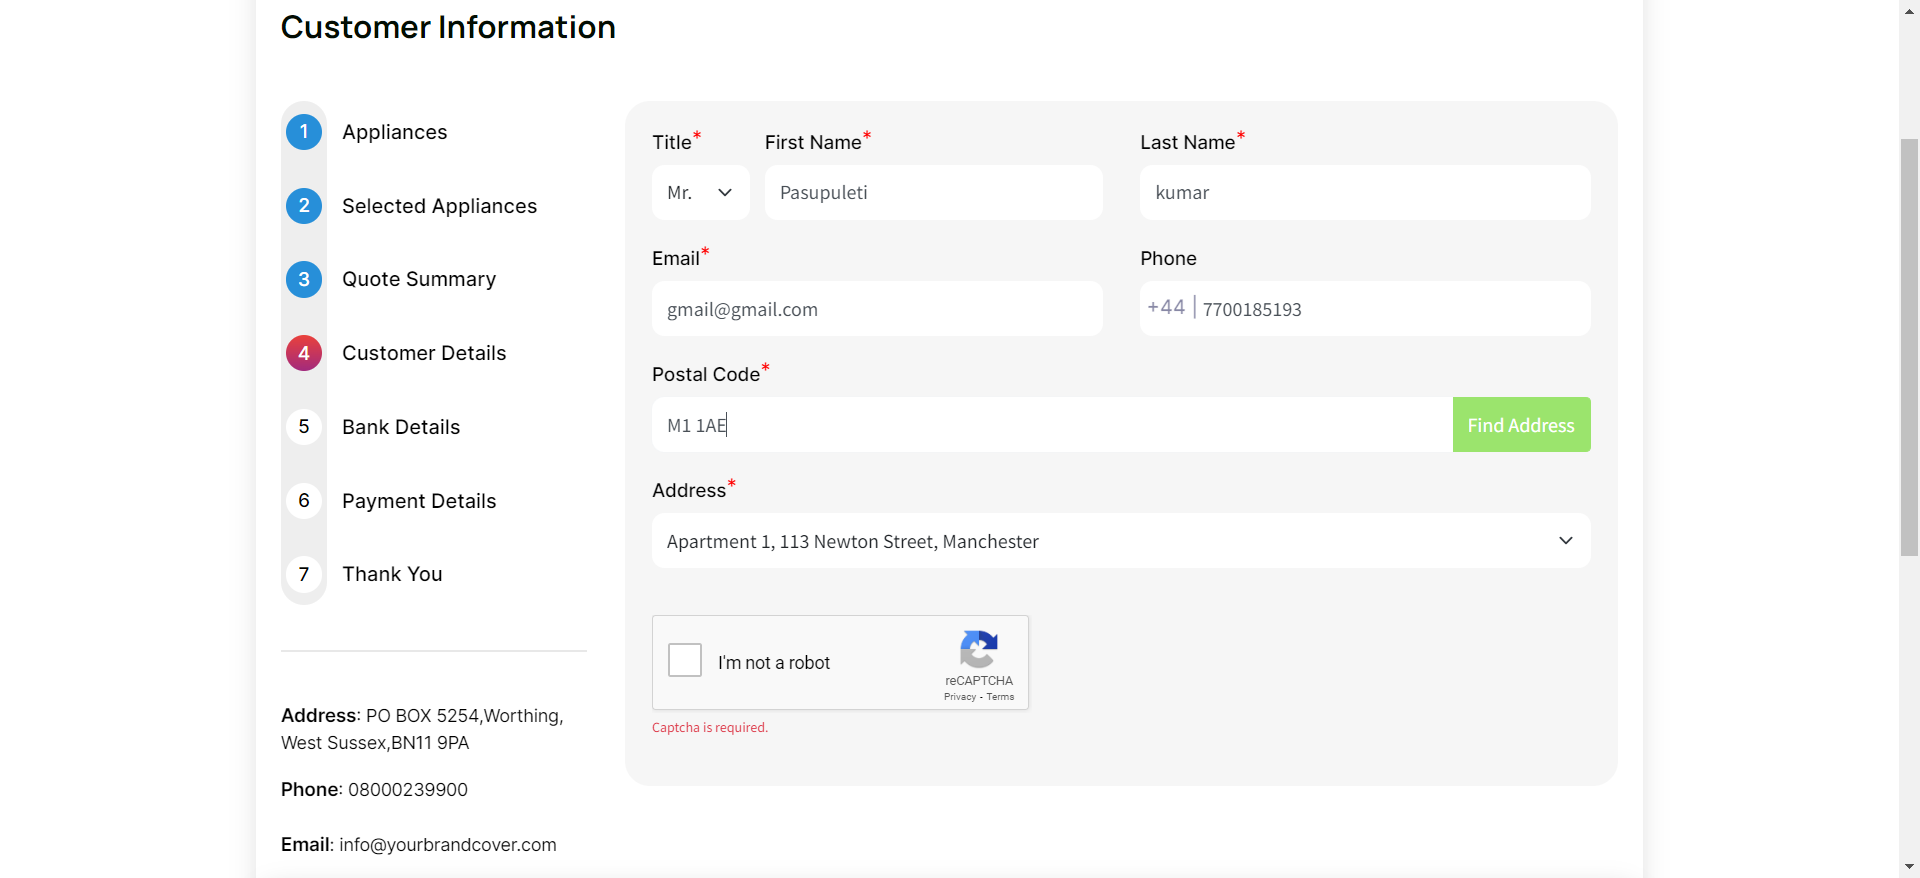 Customer Information
1 Appliances
2 Selected Appliances
3 Quote Summary
4 Customer Details
5 Bank Details
6 Payment Details
7 Thank You
Address: PO BOX 5254,Worthing,
West Sussex,BN11 9PA
Phone: 08000239900
Email: info@yourbrandcover.com
Title* First Name* Last Name*
Mr. Pasupuleti kumar
Email* Phone
gmail@gmail.com +44 | 7700185193
Postal Code*
M1 1AE Find Address
Address*
Apartment 1, 113 Newton Street, Manchester
I'm not a robot
reCAPTCHA
Privacy - Terms
Captcha is required.